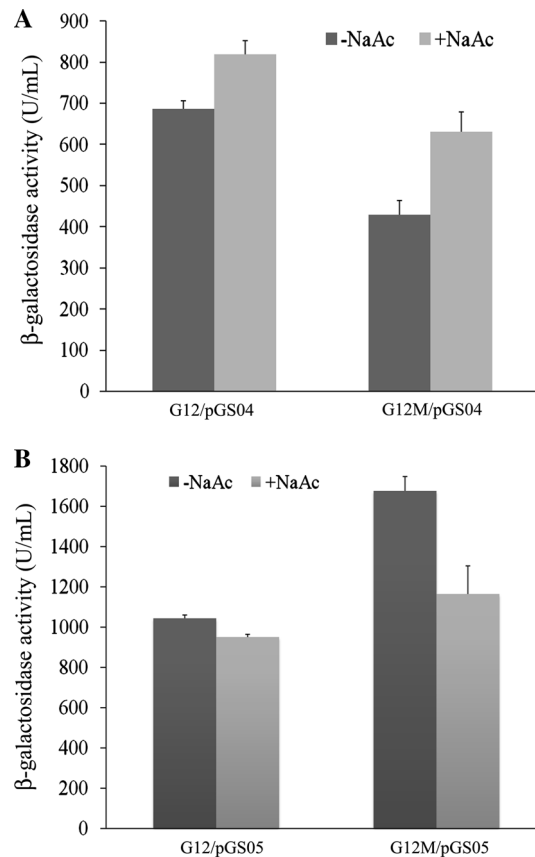 A
β-galactosidase activity (U/mL)
900
800
700
600
500
400
300
200
100
0
-NaAc
+NaAc
G12/pGS04
G12M/pGS04
B
β-galactosidase activity (U/mL)
1800
1600
1400
1200
1000
800
600
400
200
0
-NaAc
+NaAc
G12/pGS05
G12M/pGS05